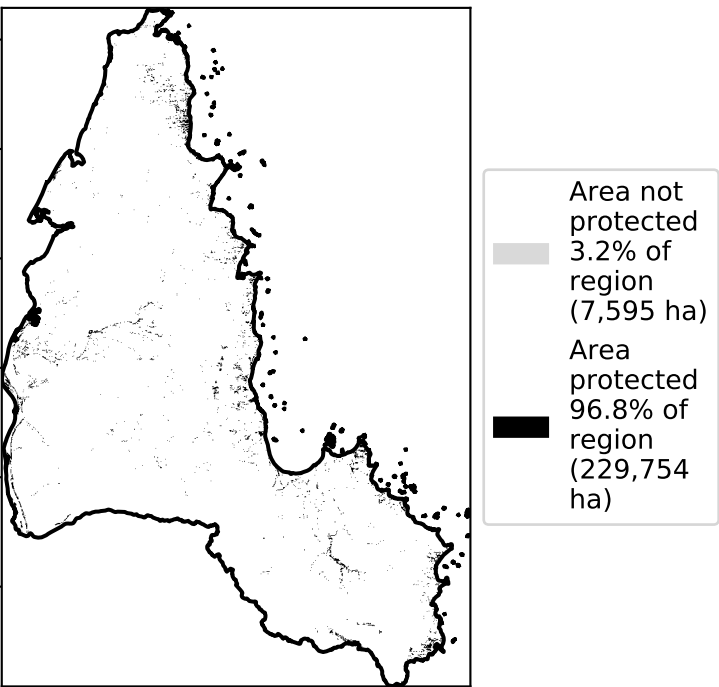 Area not
protected
3.2% of
region
(7,595 ha)
Area
protected
96.8% of
region
(229,754
ha)